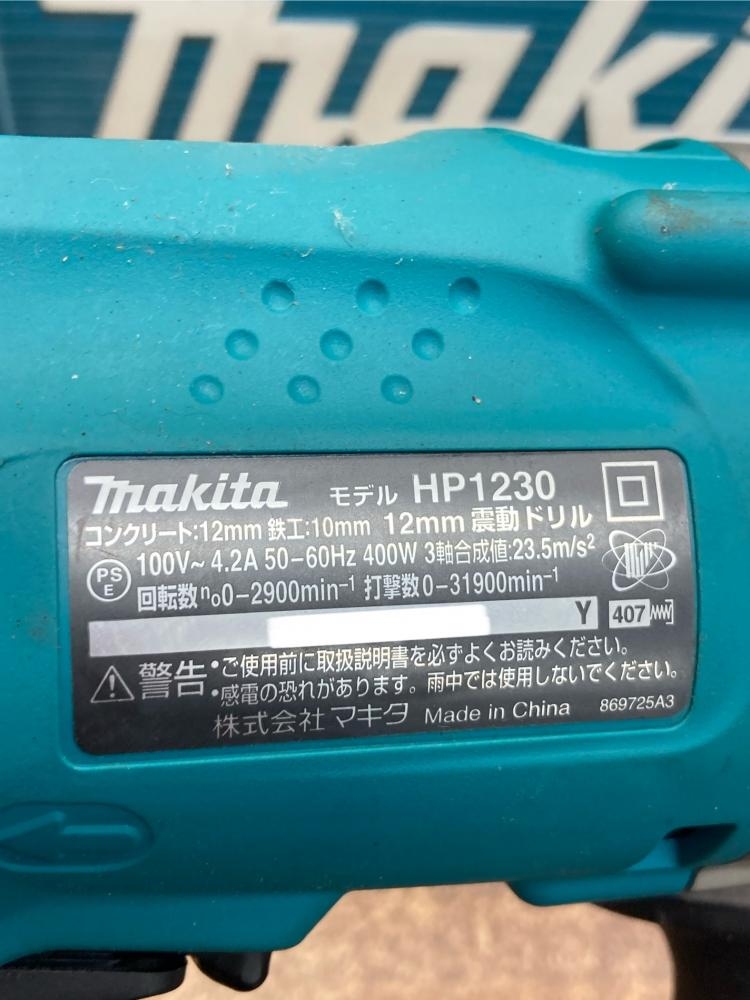 makita
makita モデル HP1230
コンクリート:12mm 鉄工:10mm 12mm 震動ドリル
100V~ 4.2A 50-60Hz 400W 3軸合成値:23.5m/s²
PS E 回転数 n₀0-2900min⁻¹ 打撃数0-31900min⁻¹
Y 407
警告 •ご使用前に取扱説明書を必ずよくお読みください。
•感電の恐れがあります。雨中では使用しないでください。
株式会社 マキタ Made in China 869725A3